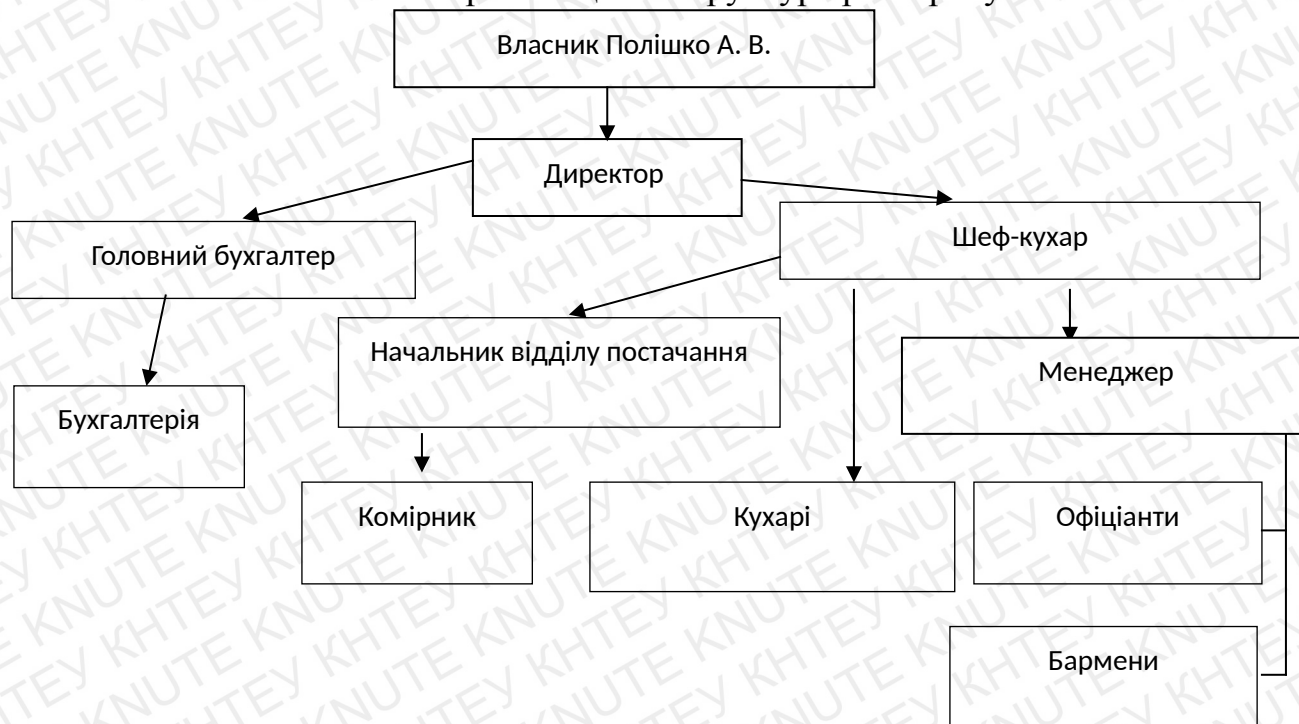 Власник Полішко А. В.
Директор
Головний бухгалтер
Шеф-кухар
Начальник відділу постачання
Менеджер
Бухгалтерія
Комірник
Кухарі
Офіціанти
Бармени